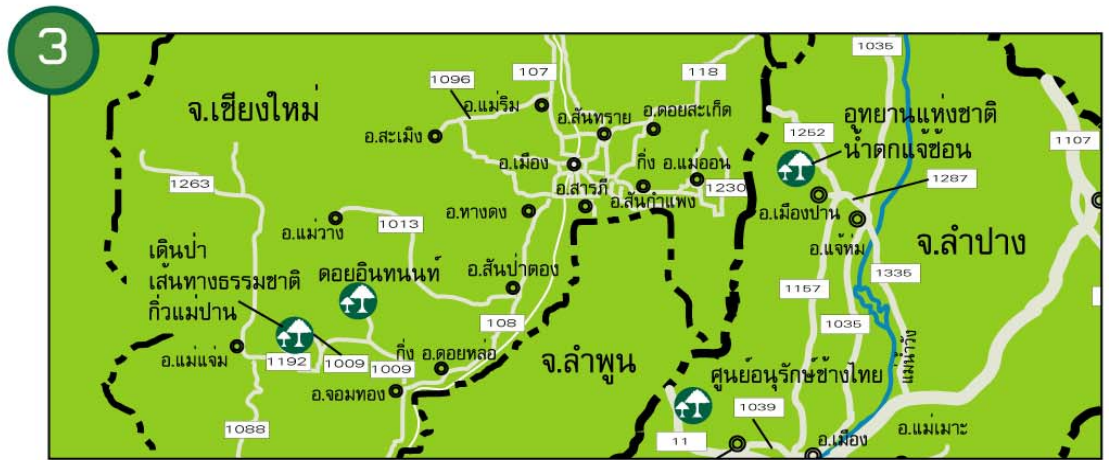 3
1035
107
118
1096
อ.แม่ริม
จ.เชียงใหม่
อ.สันทราย
อ.ดอยสะเก็ด
อุทยานแห่งชาติ
น้ำตกแจ้ซ้อน
1252
อ.สะเมิง
1107
อ.เมือง
กิ่ง อ.แม่ออน
1287
1263
อ.สารภี
1230
อ.สันกำแพง
อ.เมืองปาน
อ.หางดง
อ.แม่วาง
1013
อ.แจ้ห่ม
จ.ลำปาง
เดินป่า
เส้นทางธรรมชาติ
กิ่วแม่ปาน
ดอยอินทนนท์
อ.สันป่าตอง
1335
1157
108
1035
อ.แม่แจ่ม
1192
1009
1009
กิ่ง อ.ดอยหล่อ
จ.ลำพูน
ศูนย์อนุรักษ์ช้างไทย
แม่น้ำวัง
อ.จอมทอง
1039
1088
11
อ.เมือง
อ.แม่เมาะ